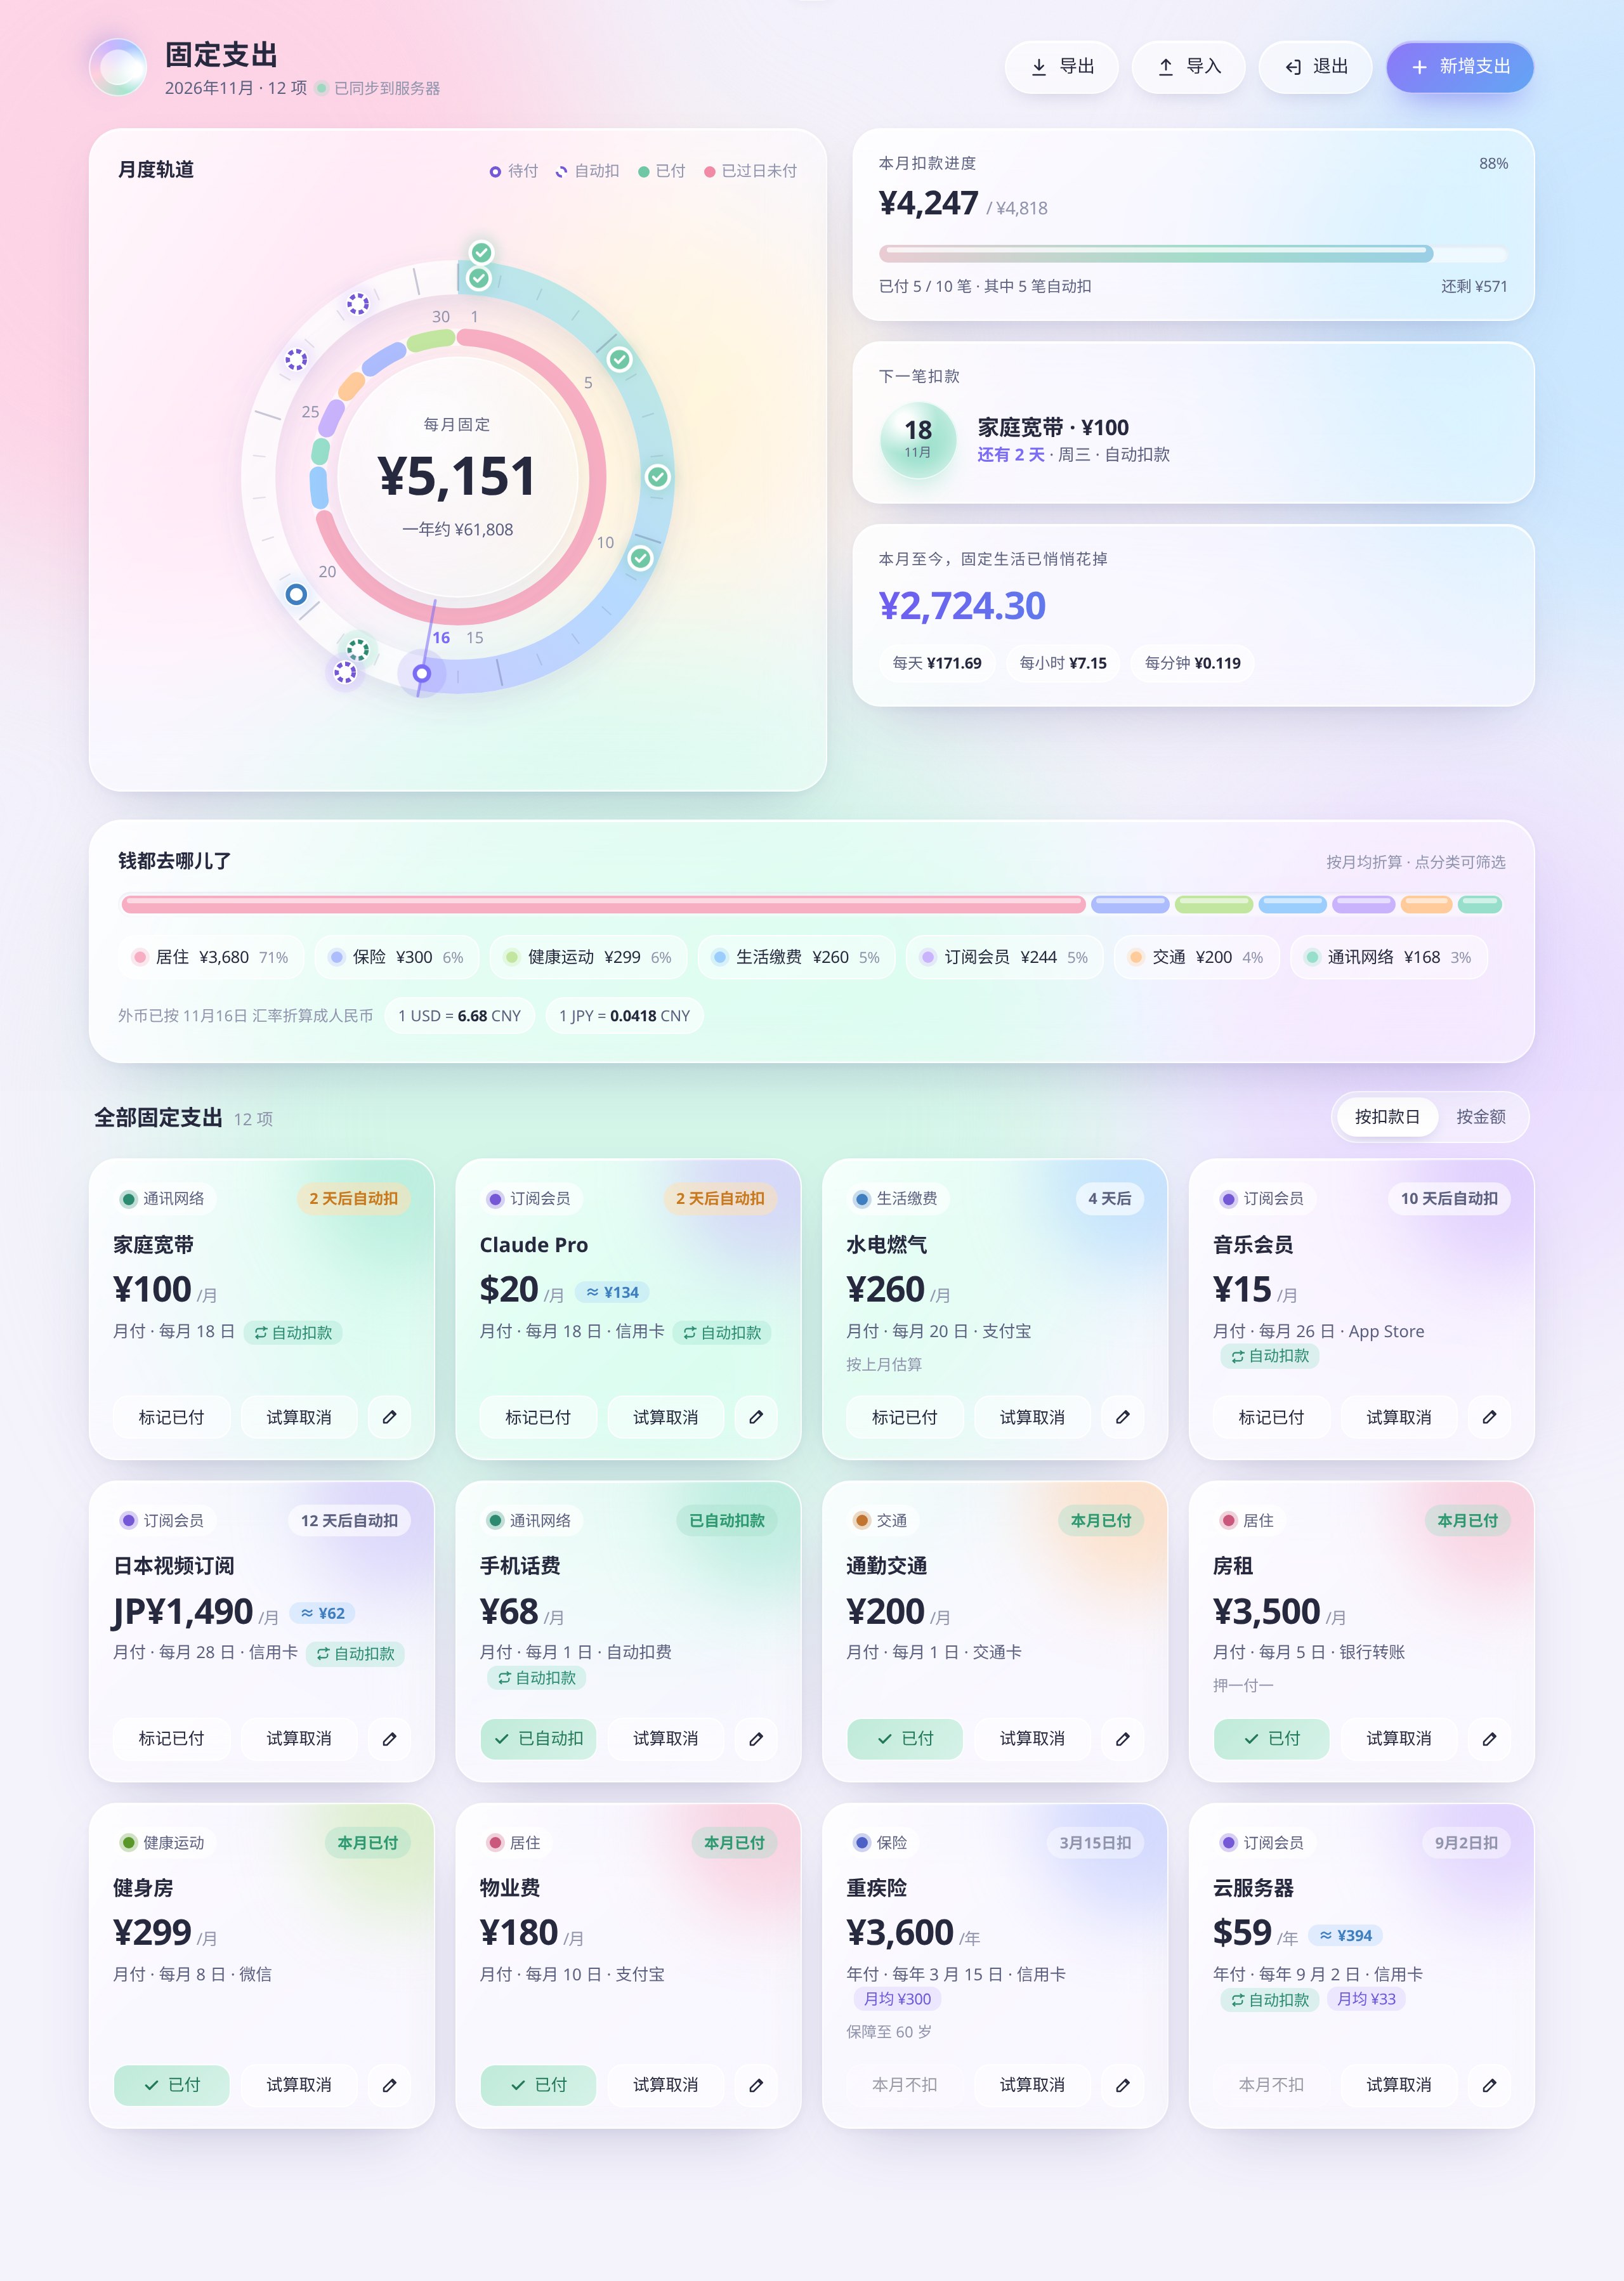 固定支出
2026年11月 · 12 项 已同步到服务器
导出
导入
退出
新增支出
月度轨道
待付 自动扣 已付 已过日未付
30 1
5
10
15
16
20
25
每月固定
¥5,151
一年约 ¥61,808
本月扣款进度 88%
¥4,247 / ¥4,818
已付 5 / 10 笔 · 其中 5 笔自动扣 还剩 ¥571
下一笔扣款
18
11月
家庭宽带 · ¥100
还有 2 天 · 周三 · 自动扣款
本月至今，固定生活已悄悄花掉
¥2,724.30
每天 ¥171.69 每小时 ¥7.15 每分钟 ¥0.119
钱都去哪儿了 按月均折算 · 点分类可筛选
居住 ¥3,680 71% 保险 ¥300 6% 健康运动 ¥299 6% 生活缴费 ¥260 5% 订阅会员 ¥244 5% 交通 ¥200 4% 通讯网络 ¥168 3%
外币已按 11月16日 汇率折算成人民币 1 USD = 6.68 CNY 1 JPY = 0.0418 CNY
全部固定支出 12 项 按扣款日 按金额
通讯网络 2 天后自动扣
家庭宽带
¥100 /月
月付 · 每月 18 日 自动扣款
标记已付 试算取消
订阅会员 2 天后自动扣
Claude Pro
$20 /月 ≈ ¥134
月付 · 每月 18 日 · 信用卡 自动扣款
标记已付 试算取消
生活缴费 4 天后
水电燃气
¥260 /月
月付 · 每月 20 日 · 支付宝
按上月估算
标记已付 试算取消
订阅会员 10 天后自动扣
音乐会员
¥15 /月
月付 · 每月 26 日 · App Store
自动扣款
标记已付 试算取消
订阅会员 12 天后自动扣
日本视频订阅
JP¥1,490 /月 ≈ ¥62
月付 · 每月 28 日 · 信用卡 自动扣款
标记已付 试算取消
通讯网络 已自动扣款
手机话费
¥68 /月
月付 · 每月 1 日 · 自动扣费
自动扣款
已自动扣 试算取消
交通 本月已付
通勤交通
¥200 /月
月付 · 每月 1 日 · 交通卡
已付 试算取消
居住 本月已付
房租
¥3,500 /月
月付 · 每月 5 日 · 银行转账
押一付一
已付 试算取消
健康运动 本月已付
健身房
¥299 /月
月付 · 每月 8 日 · 微信
已付 试算取消
居住 本月已付
物业费
¥180 /月
月付 · 每月 10 日 · 支付宝
已付 试算取消
保险 3月15日扣
重疾险
¥3,600 /年
年付 · 每年 3 月 15 日 · 信用卡
月均 ¥300
保障至 60 岁
本月不扣 试算取消
订阅会员 9月2日扣
云服务器
$59 /年 ≈ ¥394
年付 · 每年 9 月 2 日 · 信用卡
自动扣款 月均 ¥33
本月不扣 试算取消